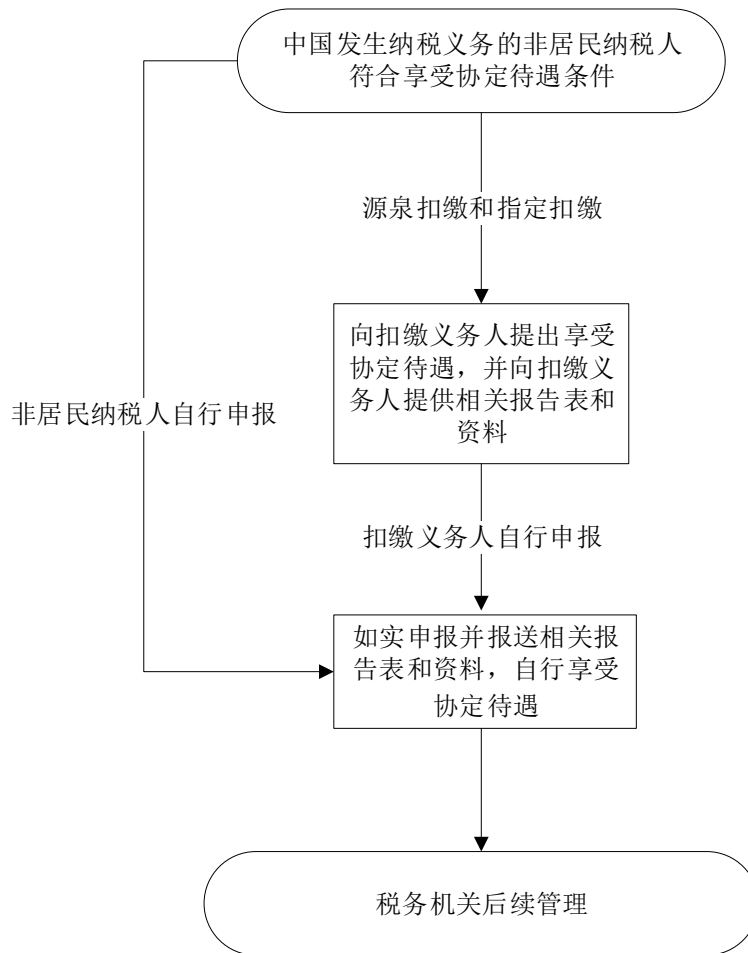 中国发生纳税义务的非居民纳税人
符合享受协定待遇条件
源泉扣缴和指定扣缴
向扣缴义务人提出享受
协定待遇，并向扣缴义
务人提供相关报告表和
资料
非居民纳税人自行申报
扣缴义务人自行申报
如实申报并报送相关报
告表和资料，自行享受
协定待遇
税务机关后续管理